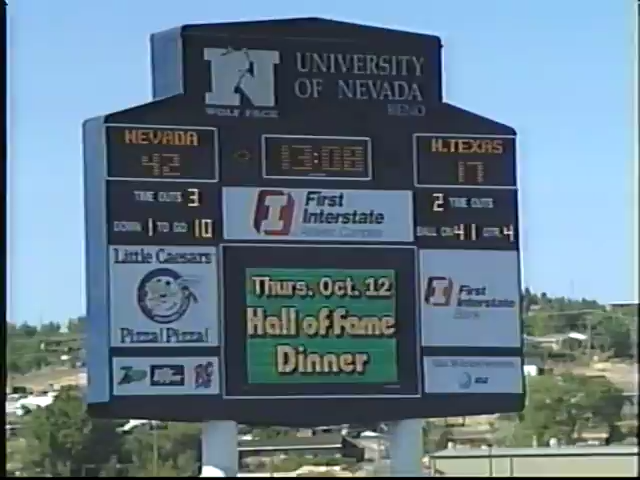 N
WOLF PACK
UNIVERSITY
OF NEVADA
RENO
NEVADA
42
13:08
N.TEXAS
17
TIME OUTS 3
DOWN 1 TO GO 10
First
Interstate
2 TIME OUTS
BALL ON 41 QTR. 4
Little Caesars
Pizza! Pizza!
Thurs. Oct. 12
Hall of Fame
Dinner
First
Interstate
Bank
AT&T